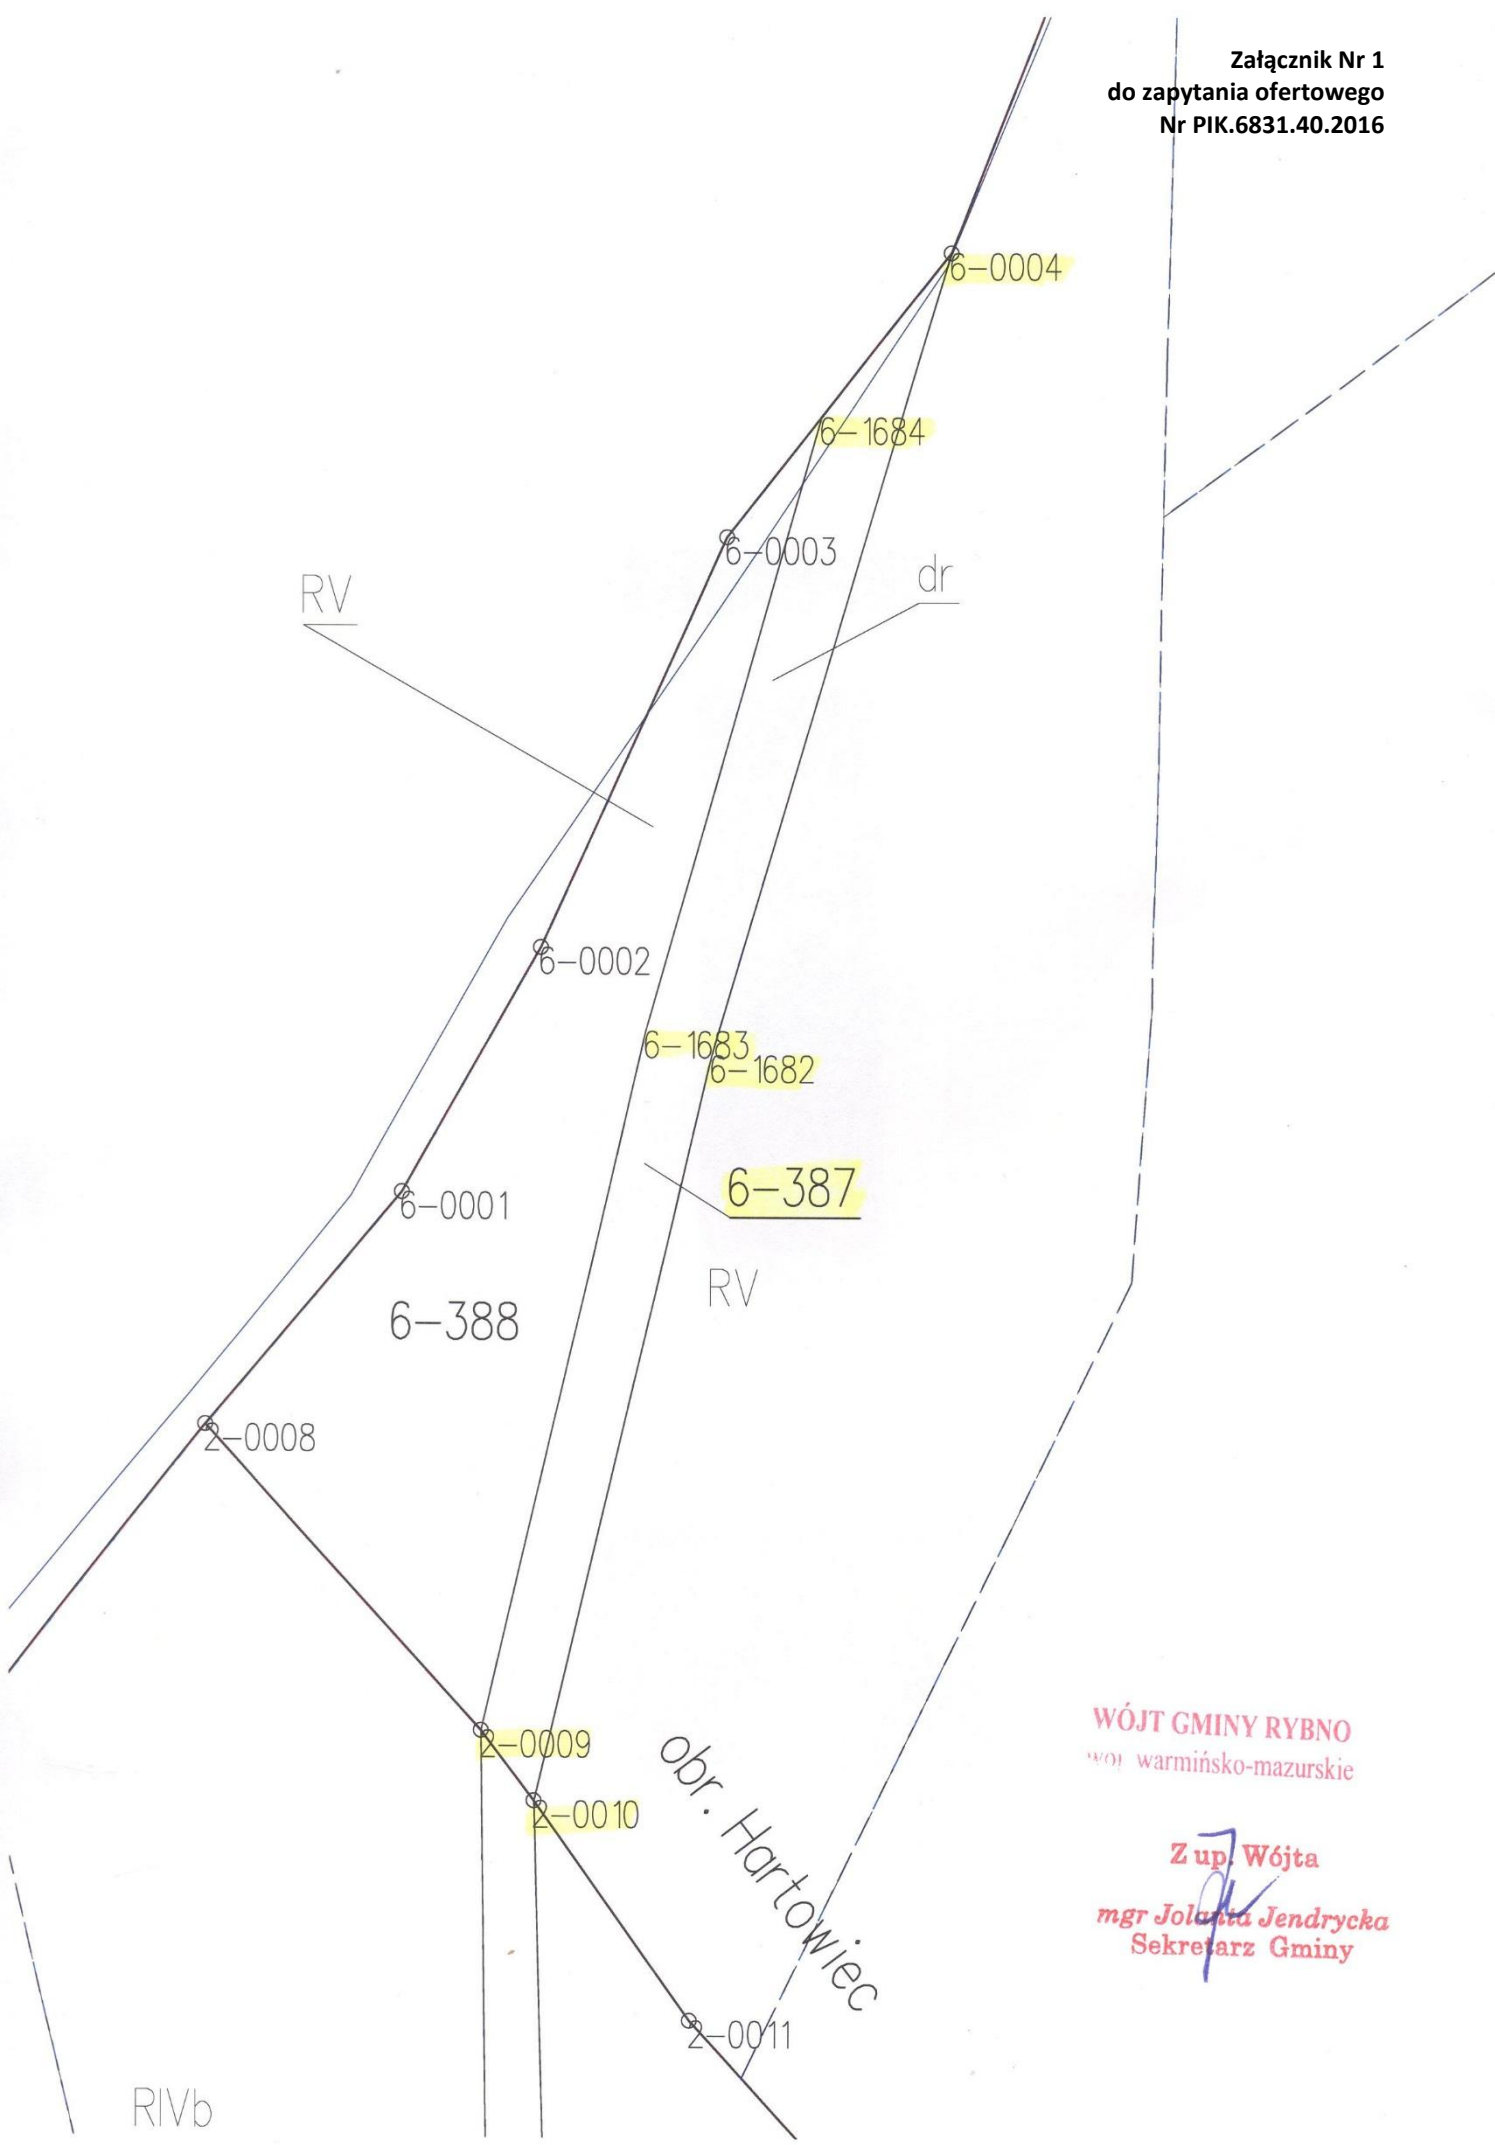 Załącznik Nr 1
do zapytania ofertowego
Nr PIK.6831.40.2016
6-0004
6-1684
6-0003
dr
RV
6-0002
6-1683
6-1682
6-387
6-0001
RV
6-388
2-0008
2-0009
2-0010
obr. Hartowiec
2-0011
RIVb
WÓJT GMINY RYBNO
woj. warmińsko-mazurskie
Z up. Wójta
mgr Jolanta Jendrycka
Sekretarz Gminy